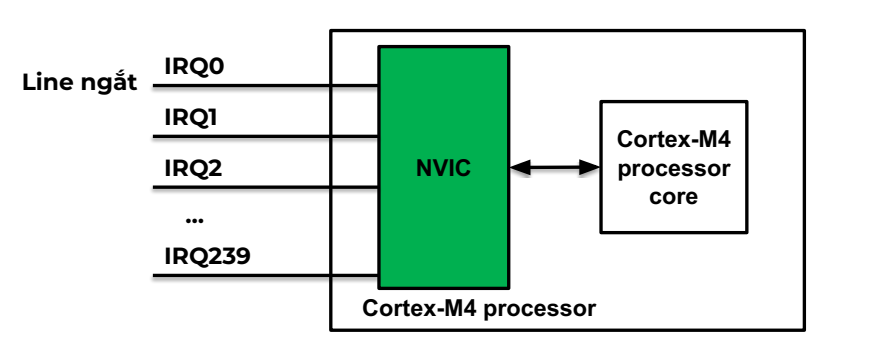 IRQ0
Line ngắt
IRQ1
IRQ2
...
IRQ239
NVIC
Cortex-M4
processor
core
Cortex-M4 processor